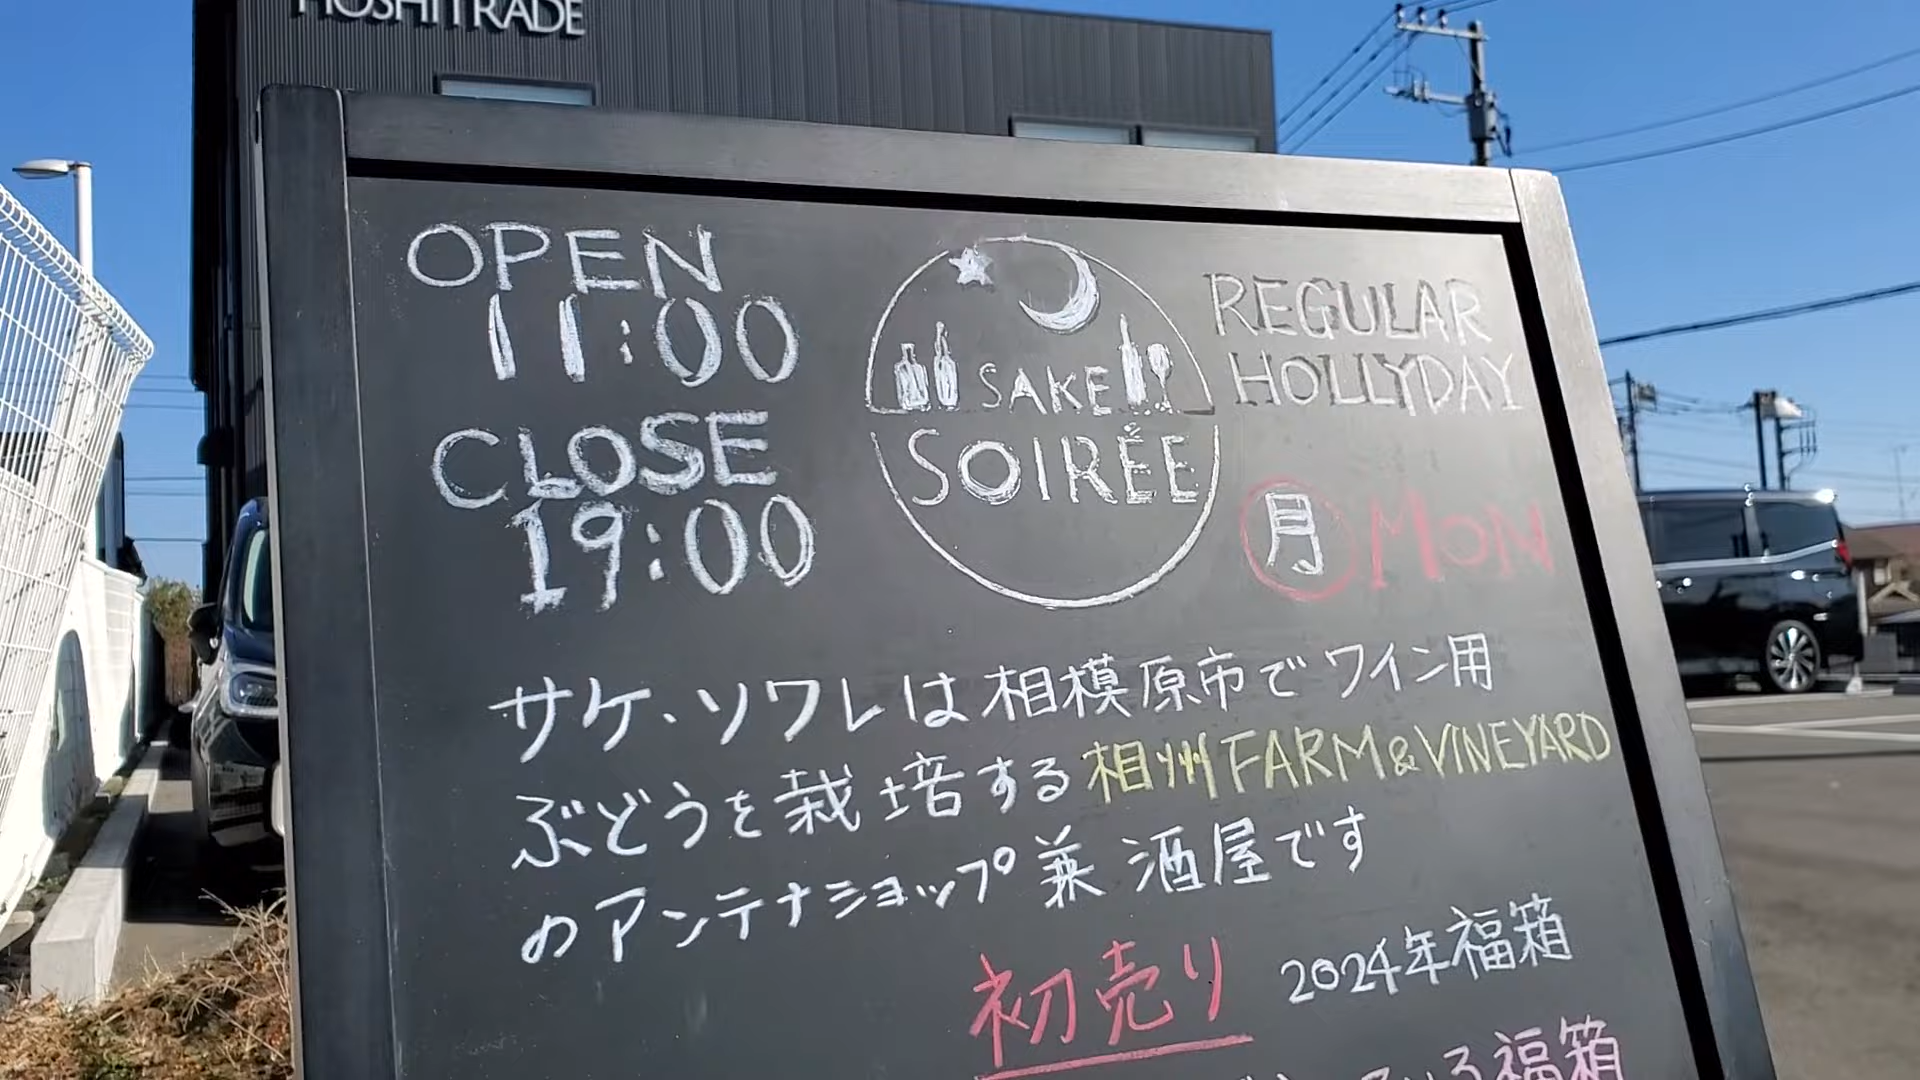 HOSHITRADE
OPEN
11:00
CLOSE
19:00
SAKE
SOIRÉE
REGULAR
HOLLYDAY
月 MON
サケ・ソワレは相模原市でワイン用
ぶどうを栽培する相州FARM&VINEYARD
のアンテナショップ兼酒屋です
初売り 2024年福箱
る福箱